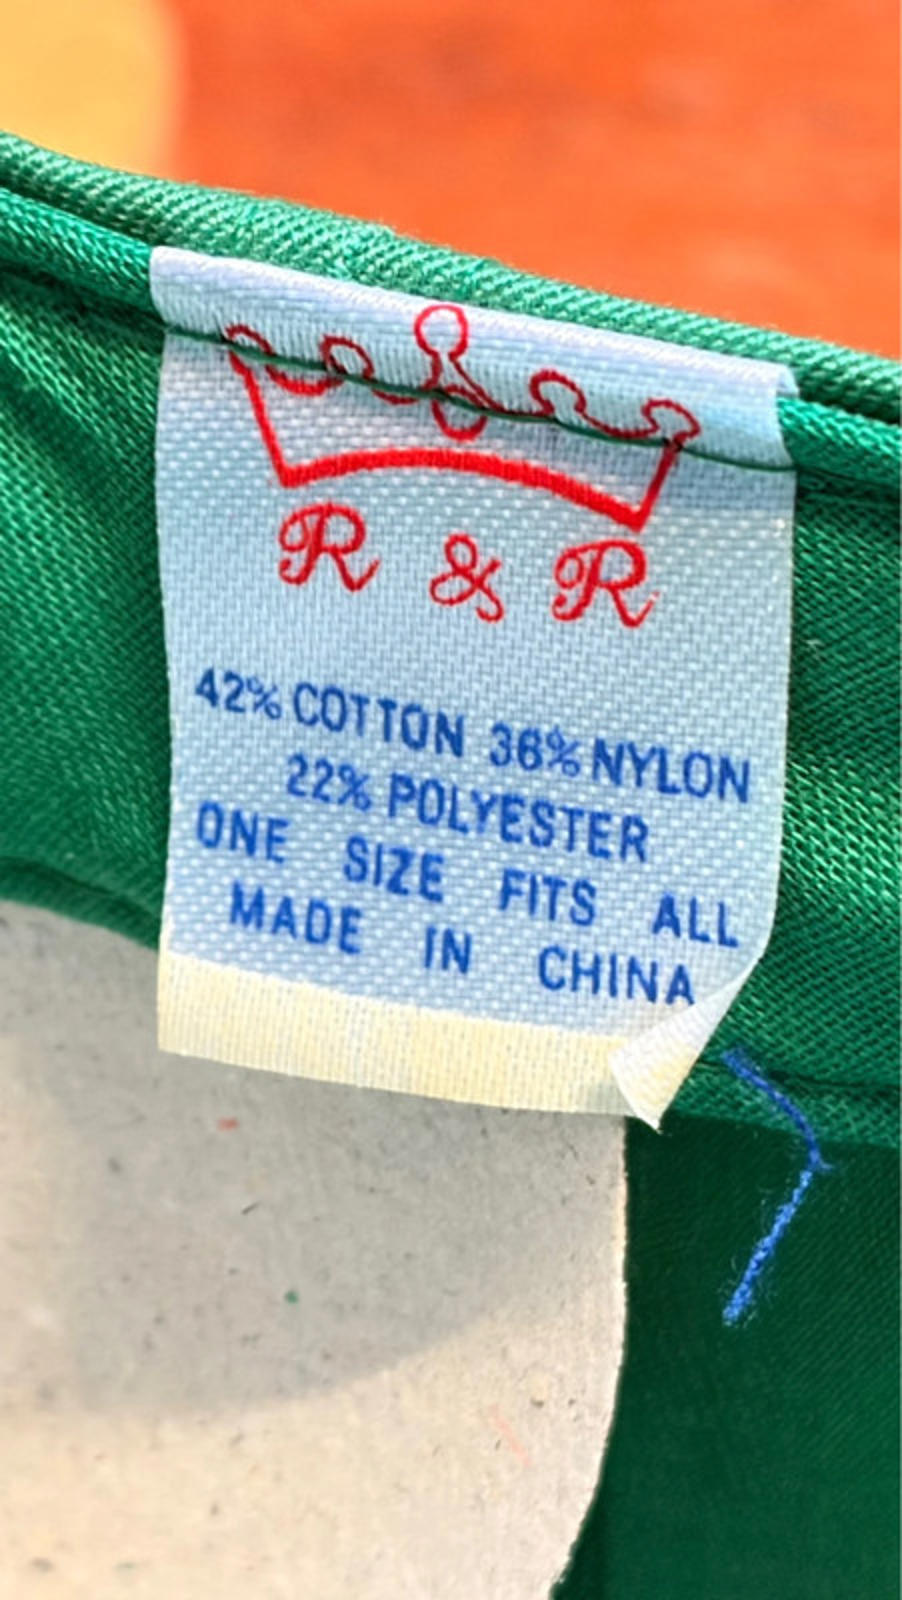 R & R
42% COTTON 36% NYLON
22% POLYESTER
ONE SIZE FITS ALL
MADE IN CHINA